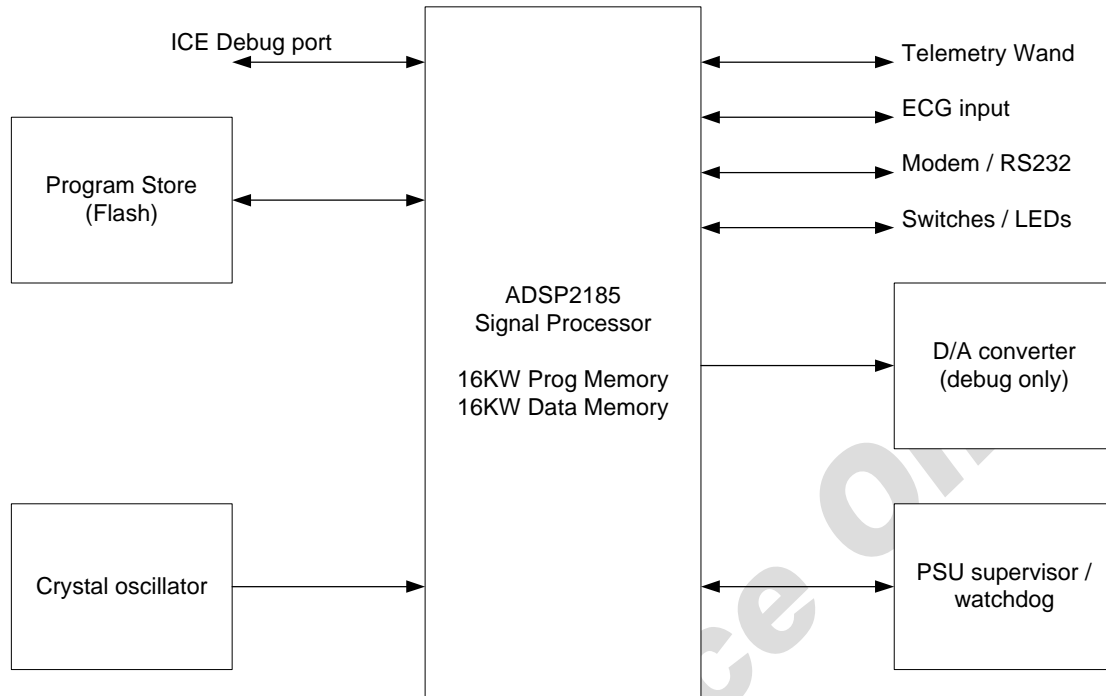 ICE Debug port
Program Store
(Flash)
Crystal oscillator
ADSP2185
Signal Processor
16KW Prog Memory
16KW Data Memory
Telemetry Wand
ECG input
Modem / RS232
Switches / LEDs
D/A converter
(debug only)
PSU supervisor /
watchdog